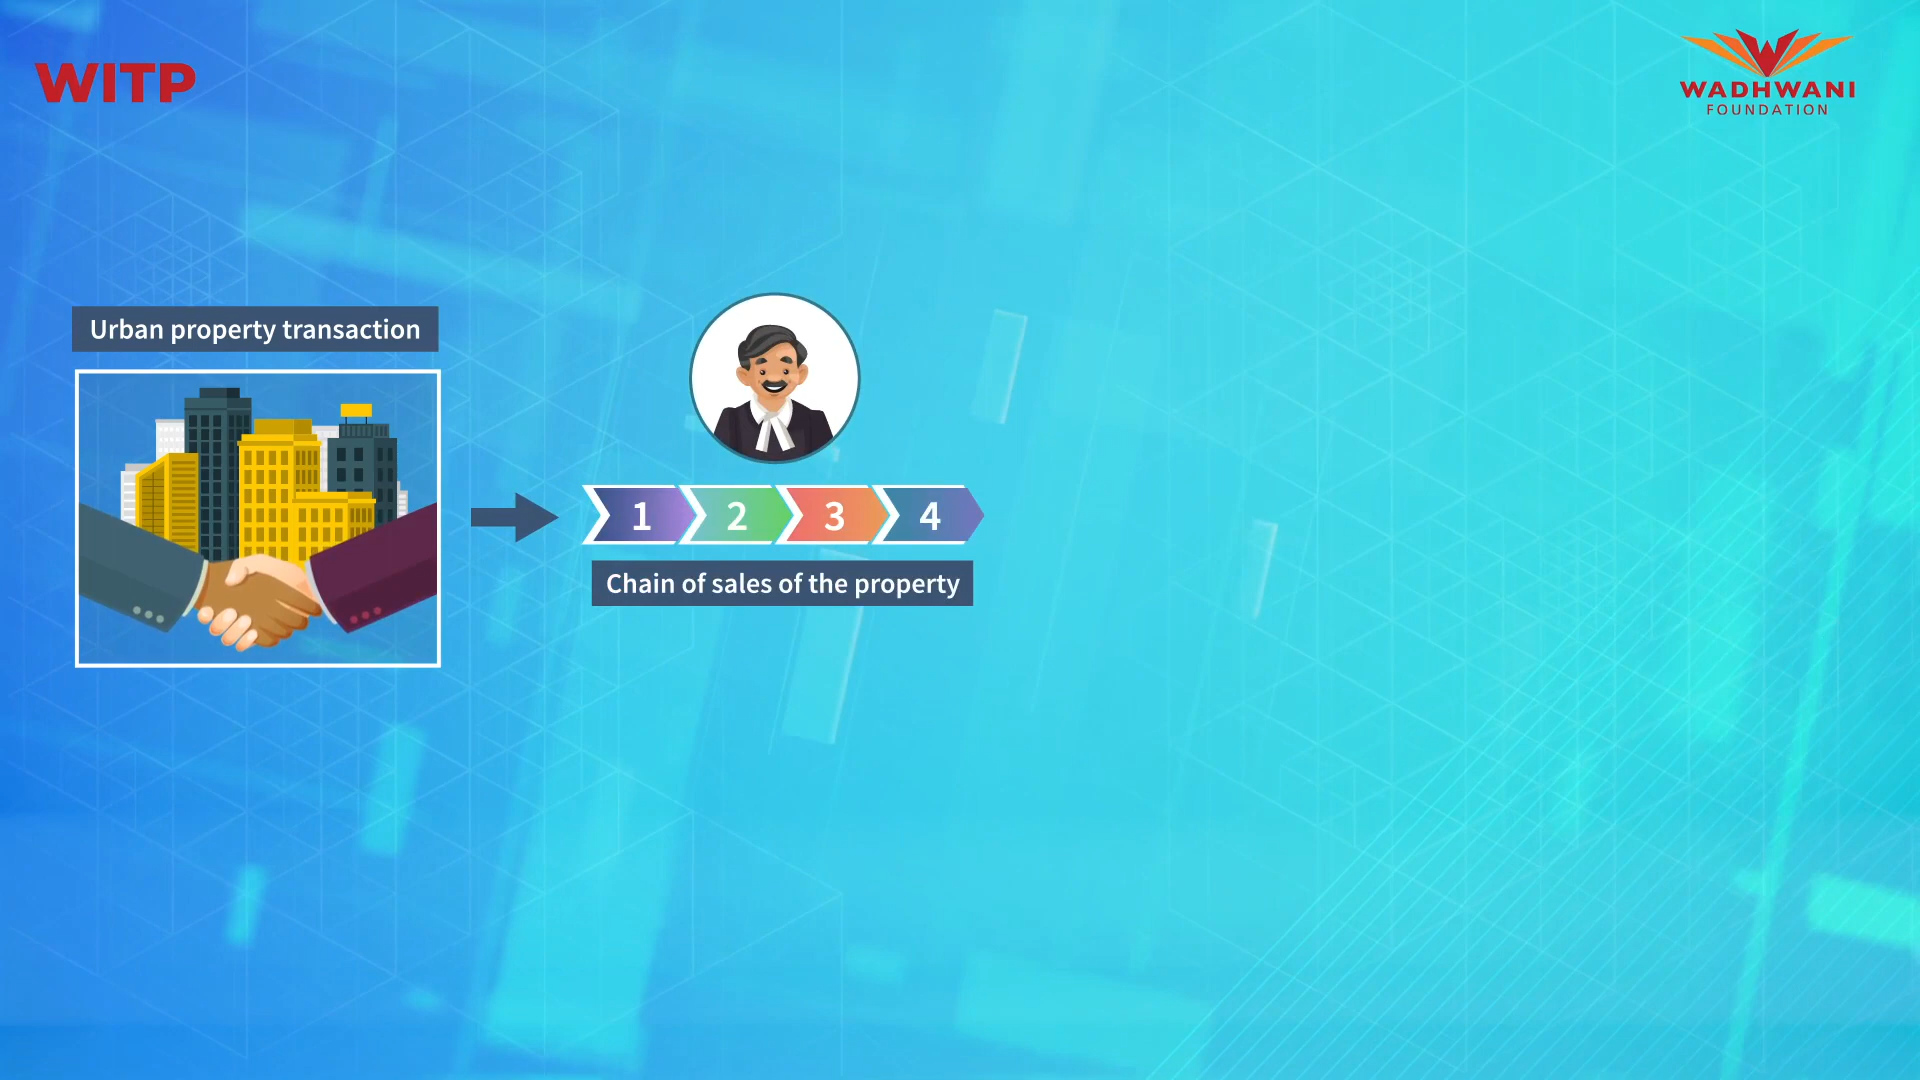 WITP
WADHWANI
FOUNDATION
Urban property transaction
1 2 3 4
Chain of sales of the property